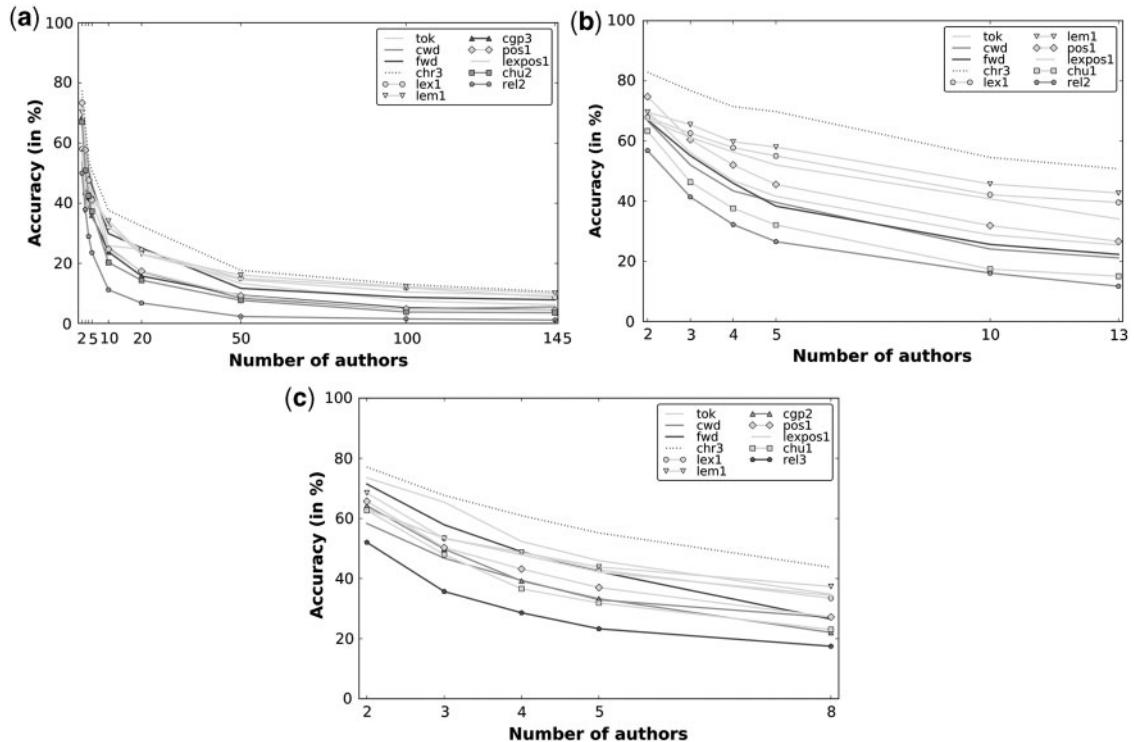 (a)
100
80
60
40
20
0
Accuracy (in %)
tok
cwd
fwd
chr3
lex1
lem1
cgp3
pos1
lexpos1
chu2
rel2
2 5 10 20 50 100 145
Number of authors
(b)
100
80
60
40
20
0
Accuracy (in %)
tok
cwd
fwd
chr3
lex1
lem1
pos1
lexpos1
chu1
rel2
2 3 4 5 10 13
Number of authors
(c)
100
80
60
40
20
0
Accuracy (in %)
tok
cwd
fwd
chr3
lex1
lem1
cgp2
pos1
lexpos1
chu1
rel3
2 3 4 5 8
Number of authors